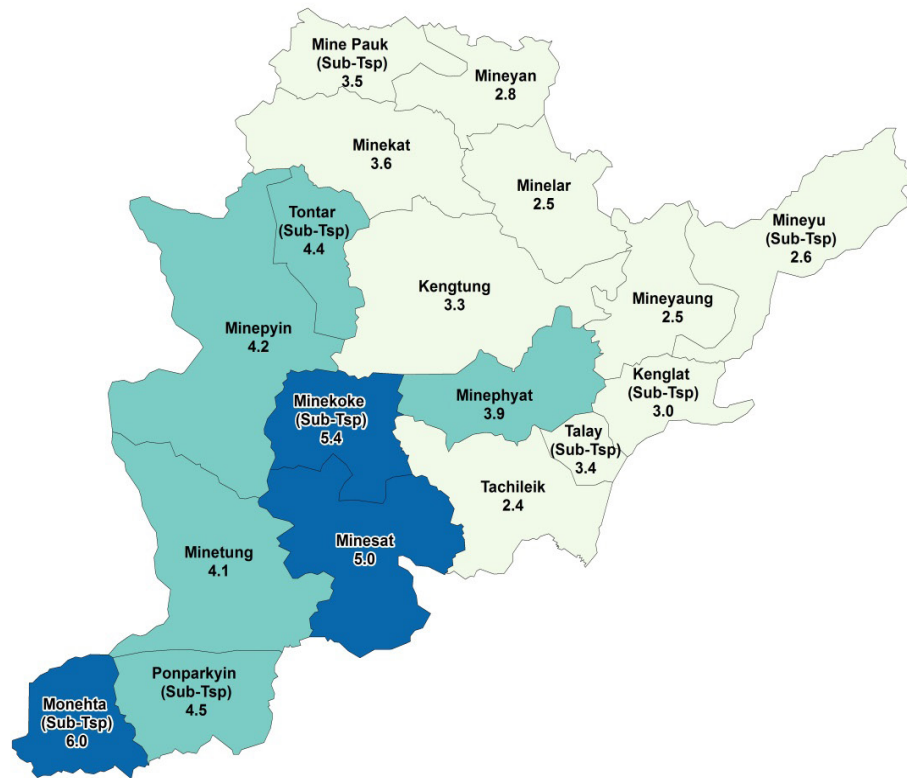 Mine Pauk
(Sub-Tsp)
3.5
Mineyan
2.8
Minekat
3.6
Minelar
2.5
Tontar
(Sub-Tsp)
4.4
Mineyu
(Sub-Tsp)
2.6
Kengtung
3.3
Mineyaung
2.5
Minepyin
4.2
Minekoke
(Sub-Tsp)
5.4
Minephyat
3.9
Kenglat
(Sub-Tsp)
3.0
Talay
(Sub-Tsp)
3.4
Tachileik
2.4
Minesat
5.0
Minetung
4.1
Ponparkyin
(Sub-Tsp)
4.5
Monehta
(Sub-Tsp)
6.0